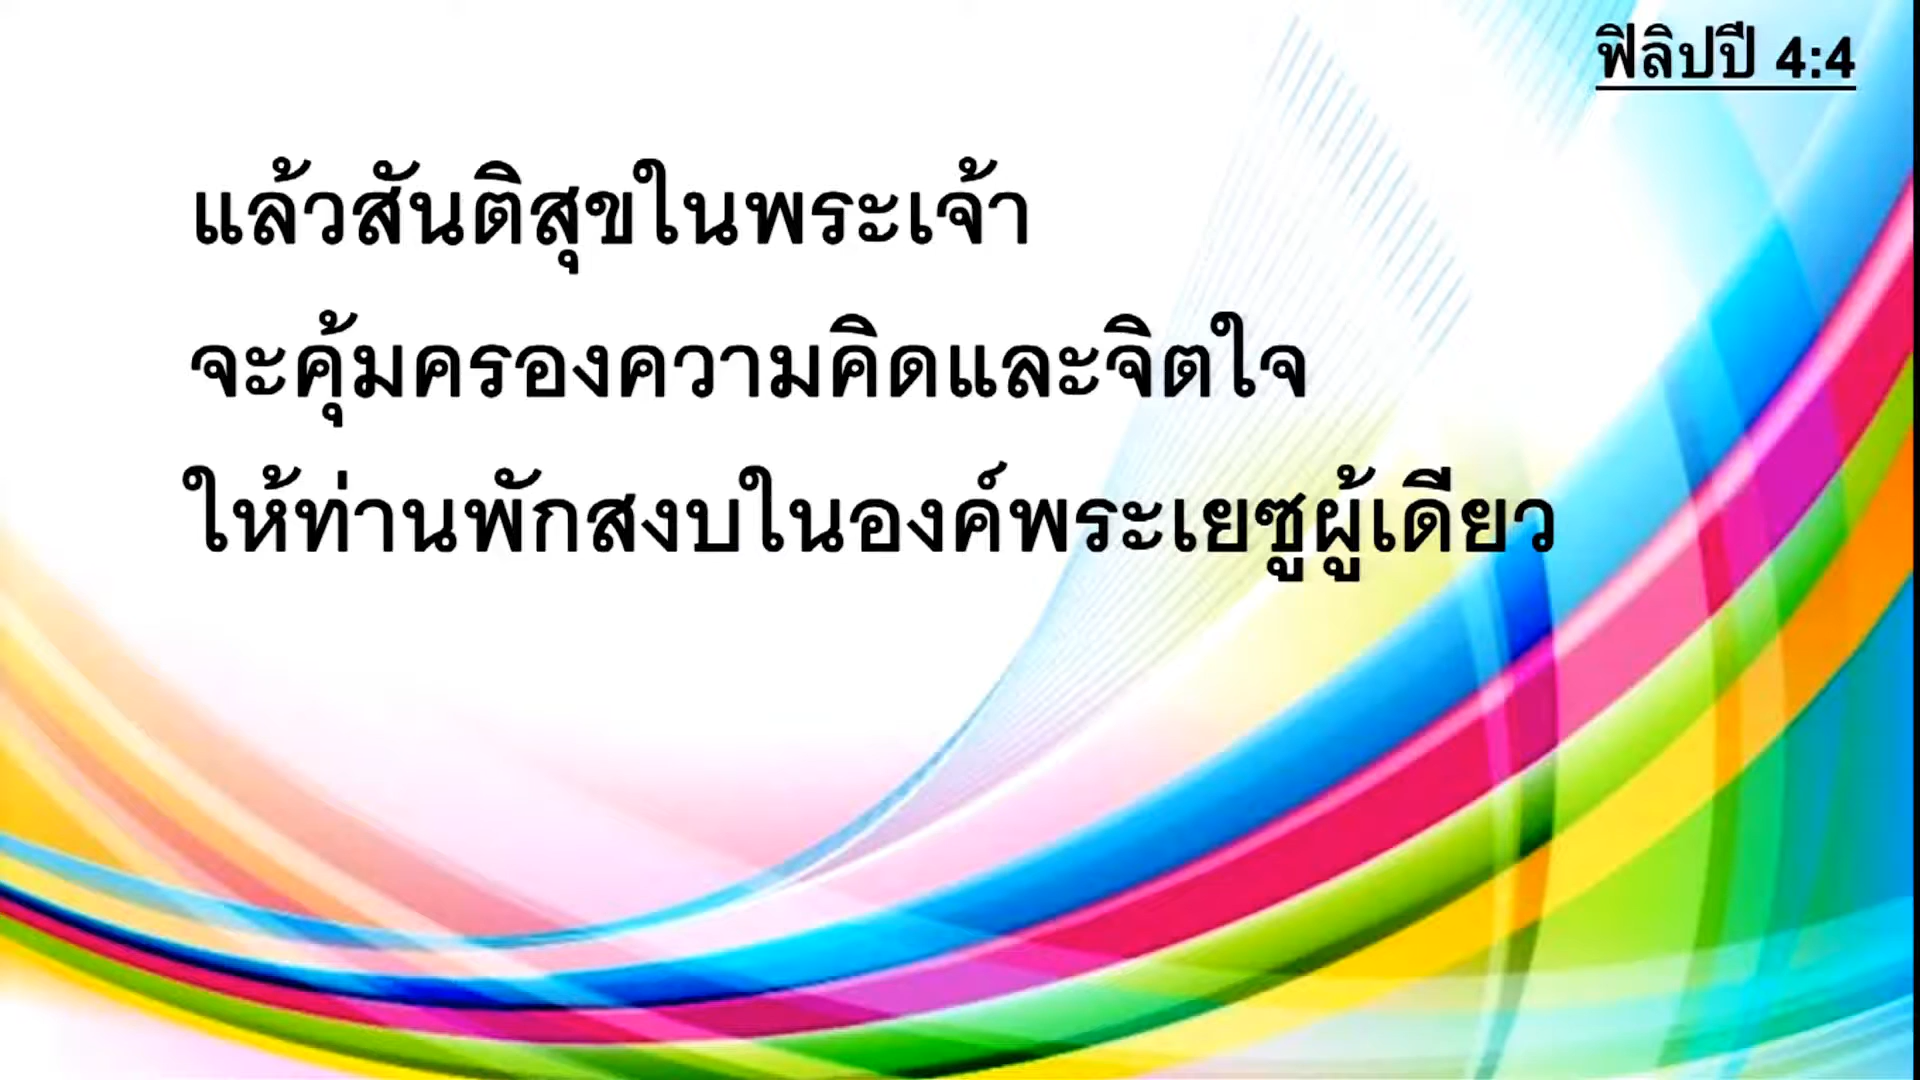 ฟิลิปปี 4:4
แล้วสันติสุขในพระเจ้า
จะคุ้มครองความคิดและจิตใจ
ให้ท่านพักสงบในองค์พระเยซูผู้เดียว